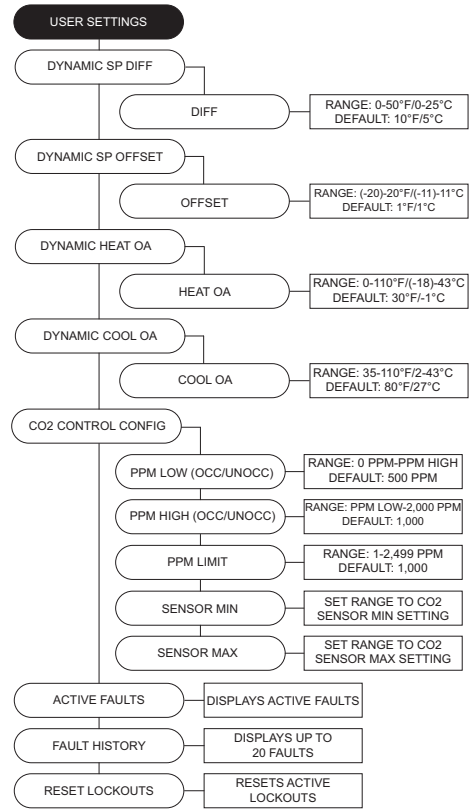 USER SETTINGS
DYNAMIC SP DIFF
DIFF
RANGE: 0-50°F/0-25°C
DEFAULT: 10°F/5°C
DYNAMIC SP OFFSET
OFFSET
RANGE: (-20)-20°F/(-11)-11°C
DEFAULT: 1°F/1°C
DYNAMIC HEAT OA
HEAT OA
RANGE: 0-110°F/(-18)-43°C
DEFAULT: 30°F/-1°C
DYNAMIC COOL OA
COOL OA
RANGE: 35-110°F/2-43°C
DEFAULT: 80°F/27°C
CO2 CONTROL CONFIG
PPM LOW (OCC/UNOCC)
RANGE: 0 PPM-PPM HIGH
DEFAULT: 500 PPM
PPM HIGH (OCC/UNOCC)
RANGE: PPM LOW-2,000 PPM
DEFAULT: 1,000
PPM LIMIT
RANGE: 1-2,499 PPM
DEFAULT: 1,000
SENSOR MIN
SET RANGE TO CO2
SENSOR MIN SETTING
SENSOR MAX
SET RANGE TO CO2
SENSOR MAX SETTING
ACTIVE FAULTS
DISPLAYS ACTIVE FAULTS
FAULT HISTORY
DISPLAYS UP TO
20 FAULTS
RESET LOCKOUTS
RESETS ACTIVE
LOCKOUTS